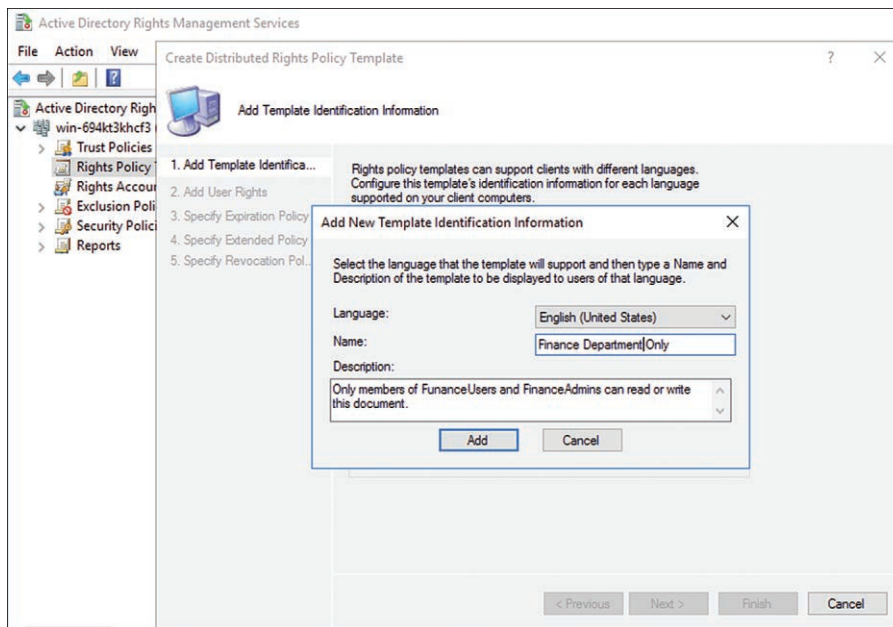 Active Directory Rights Management Services
File Action View
Create Distributed Rights Policy Template
Add Template Identification Information
Active Directory Righ
win-694kt3khcf3
Trust Policies
Rights Policy
Rights Accour
Exclusion Poli
Security Polici
Reports
1. Add Template Identifica...
2. Add User Rights
3. Specify Expiration Policy
4. Specify Extended Policy
5. Specify Revocation Pol...
Rights policy templates can support clients with different languages.
Configure this template's identification information for each language
supported on your client computers.
Add New Template Identification Information
Select the language that the template will support and then type a Name and
Description of the template to be displayed to users of that language.
Language:
English (United States)
Name:
Finance Department Only
Description:
Only members of FunanceUsers and FinanceAdmins can read or write
this document.
Add
Cancel
< Previous
Next >
Finish
Cancel